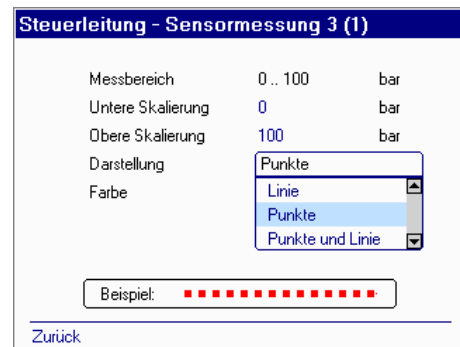 Steuerleitung - Sensormessung 3 (1)
Messbereich 0 .. 100 bar
Untere Skalierung 0 bar
Obere Skalierung 100 bar
Darstellung Punkte
Farbe Linie
Punkte
Punkte und Linie
Beispiel:
Zurück